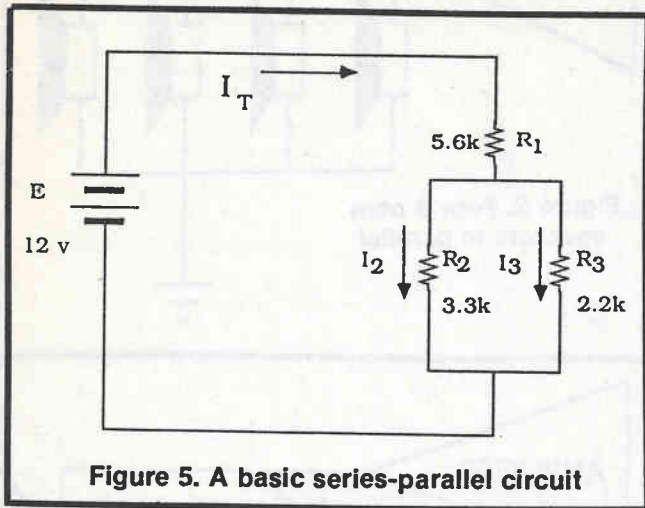 I T
5.6k R1
E
12 v
I2 R2 I3 R3
3.3k 2.2k
Figure 5. A basic series-parallel circuit